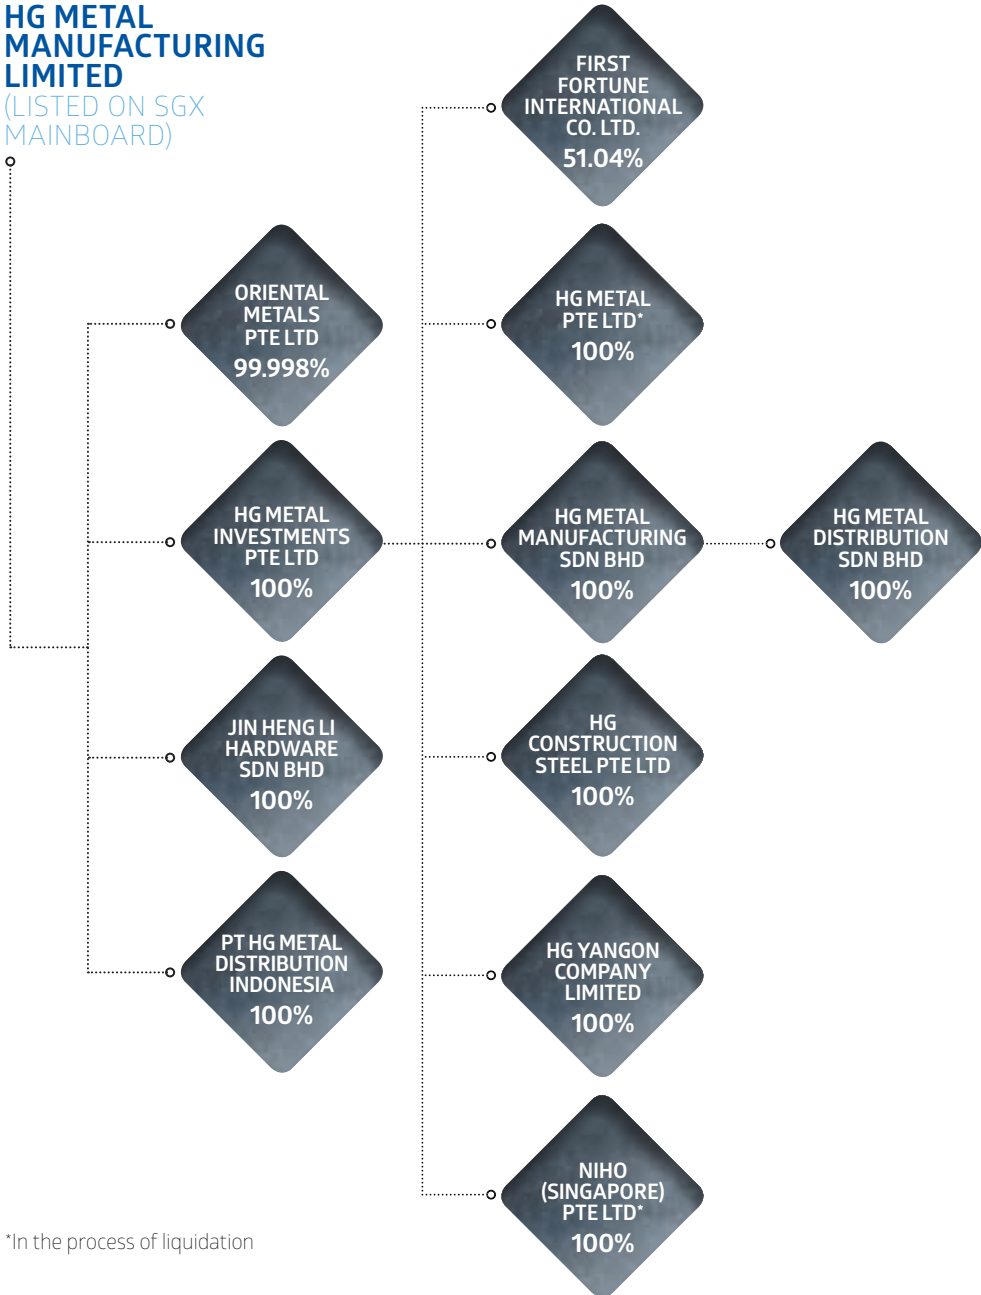 HG METAL
MANUFACTURING
LIMITED
(LISTED ON SGX
MAINBOARD)
FIRST
FORTUNE
INTERNATIONAL
CO. LTD.
51.04%
ORIENTAL
METALS
PTE LTD
99.998%
HG METAL
PTE LTD*
100%
HG METAL
INVESTMENTS
PTE LTD
100%
HG METAL
MANUFACTURING
SDN BHD
100%
HG METAL
DISTRIBUTION
SDN BHD
100%
JIN HENG LI
HARDWARE
SDN BHD
100%
HG
CONSTRUCTION
STEEL PTE LTD
100%
PT HG METAL
DISTRIBUTION
INDONESIA
100%
HG YANGON
COMPANY
LIMITED
100%
NIHO
(SINGAPORE)
PTE LTD*
100%
*In the process of liquidation